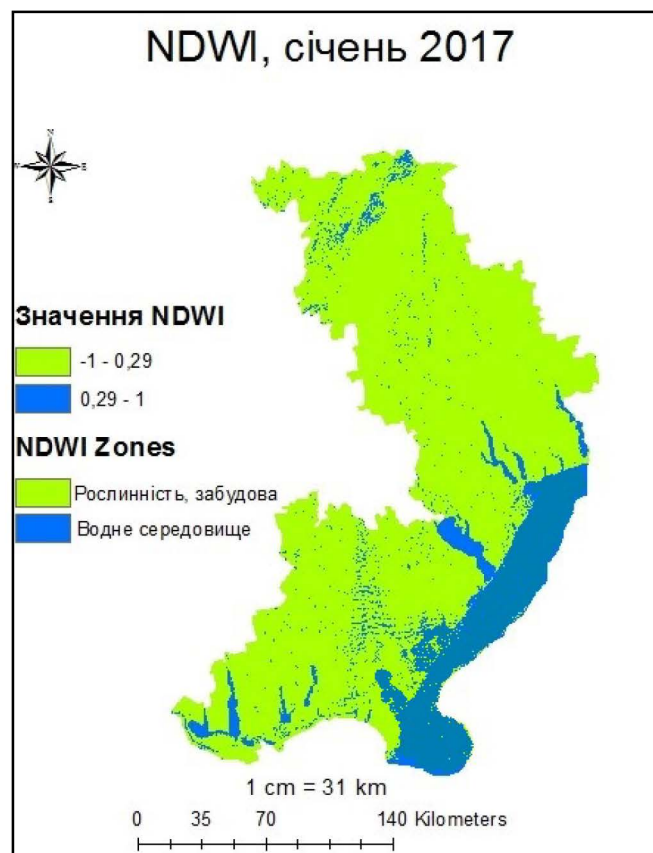 NDWI, січень 2017
N
W
E
S
Значення NDWI
-1 - 0,29
0,29 - 1
NDWI Zones
Рослинність, забудова
Водне середовище
1 cm = 31 km
0 35 70 140 Kilometers